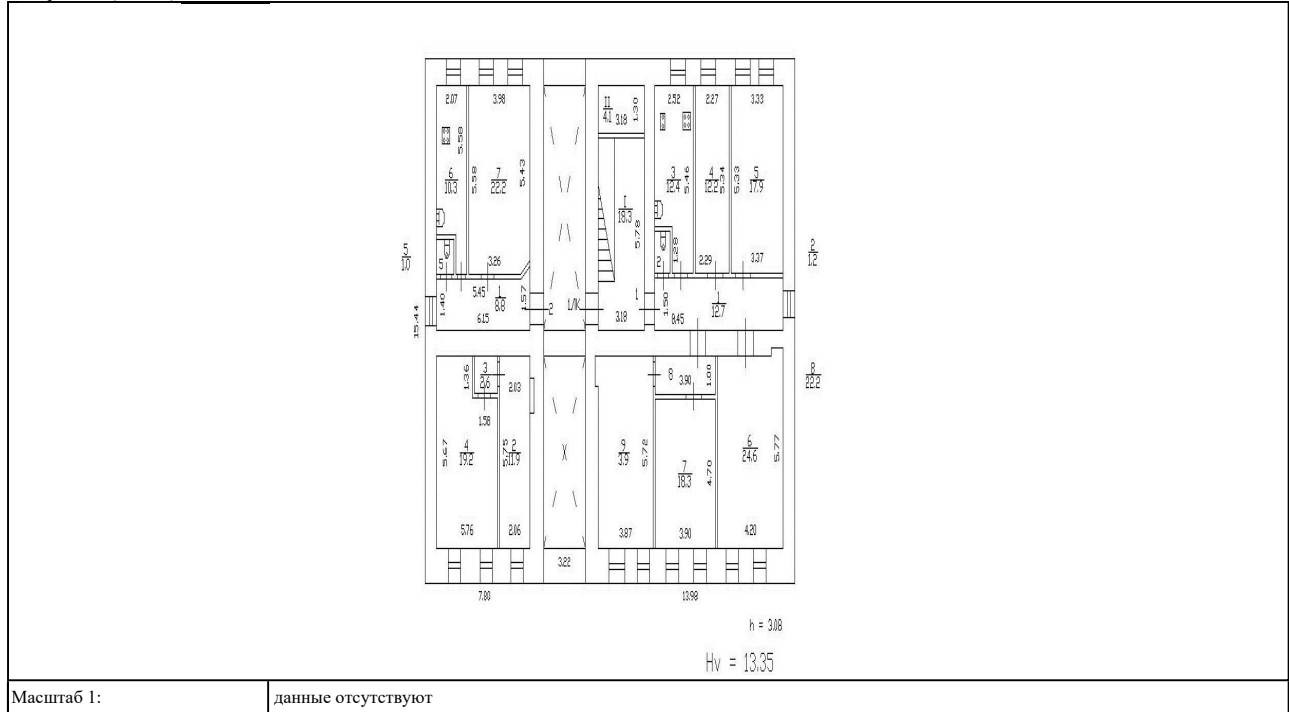 2.07 3.98 II 4.1 3.18 1.30 2.52 2.27 3.33
5.58 5.58 5.43
6 10.3 7 22.2 I 18.3 3 12.4 5.46 4 12.2 5.34 5.33 5 17.9
5.78
5 1.0 5 3.26 2 1.28 2.29 3.37 2 1.2
5.45 1 8.8 1.57 2 1/IK 1 1.50 1 12.7
15.44 1.40 6.15 3.18 8.45
1.36 3 2.6 2.03 8 3.90 1.00 8 22.2
1.58
5.67 4 19.2 5.75 2 11.9 9 3.9 5.72 7 18.3 4.70 6 24.6 5.77
5.76 2.06 3.87 3.90 4.20
3.22
7.80 13.98
h = 3.08
Hv = 13.35
Масштаб 1: данные отсутствуют